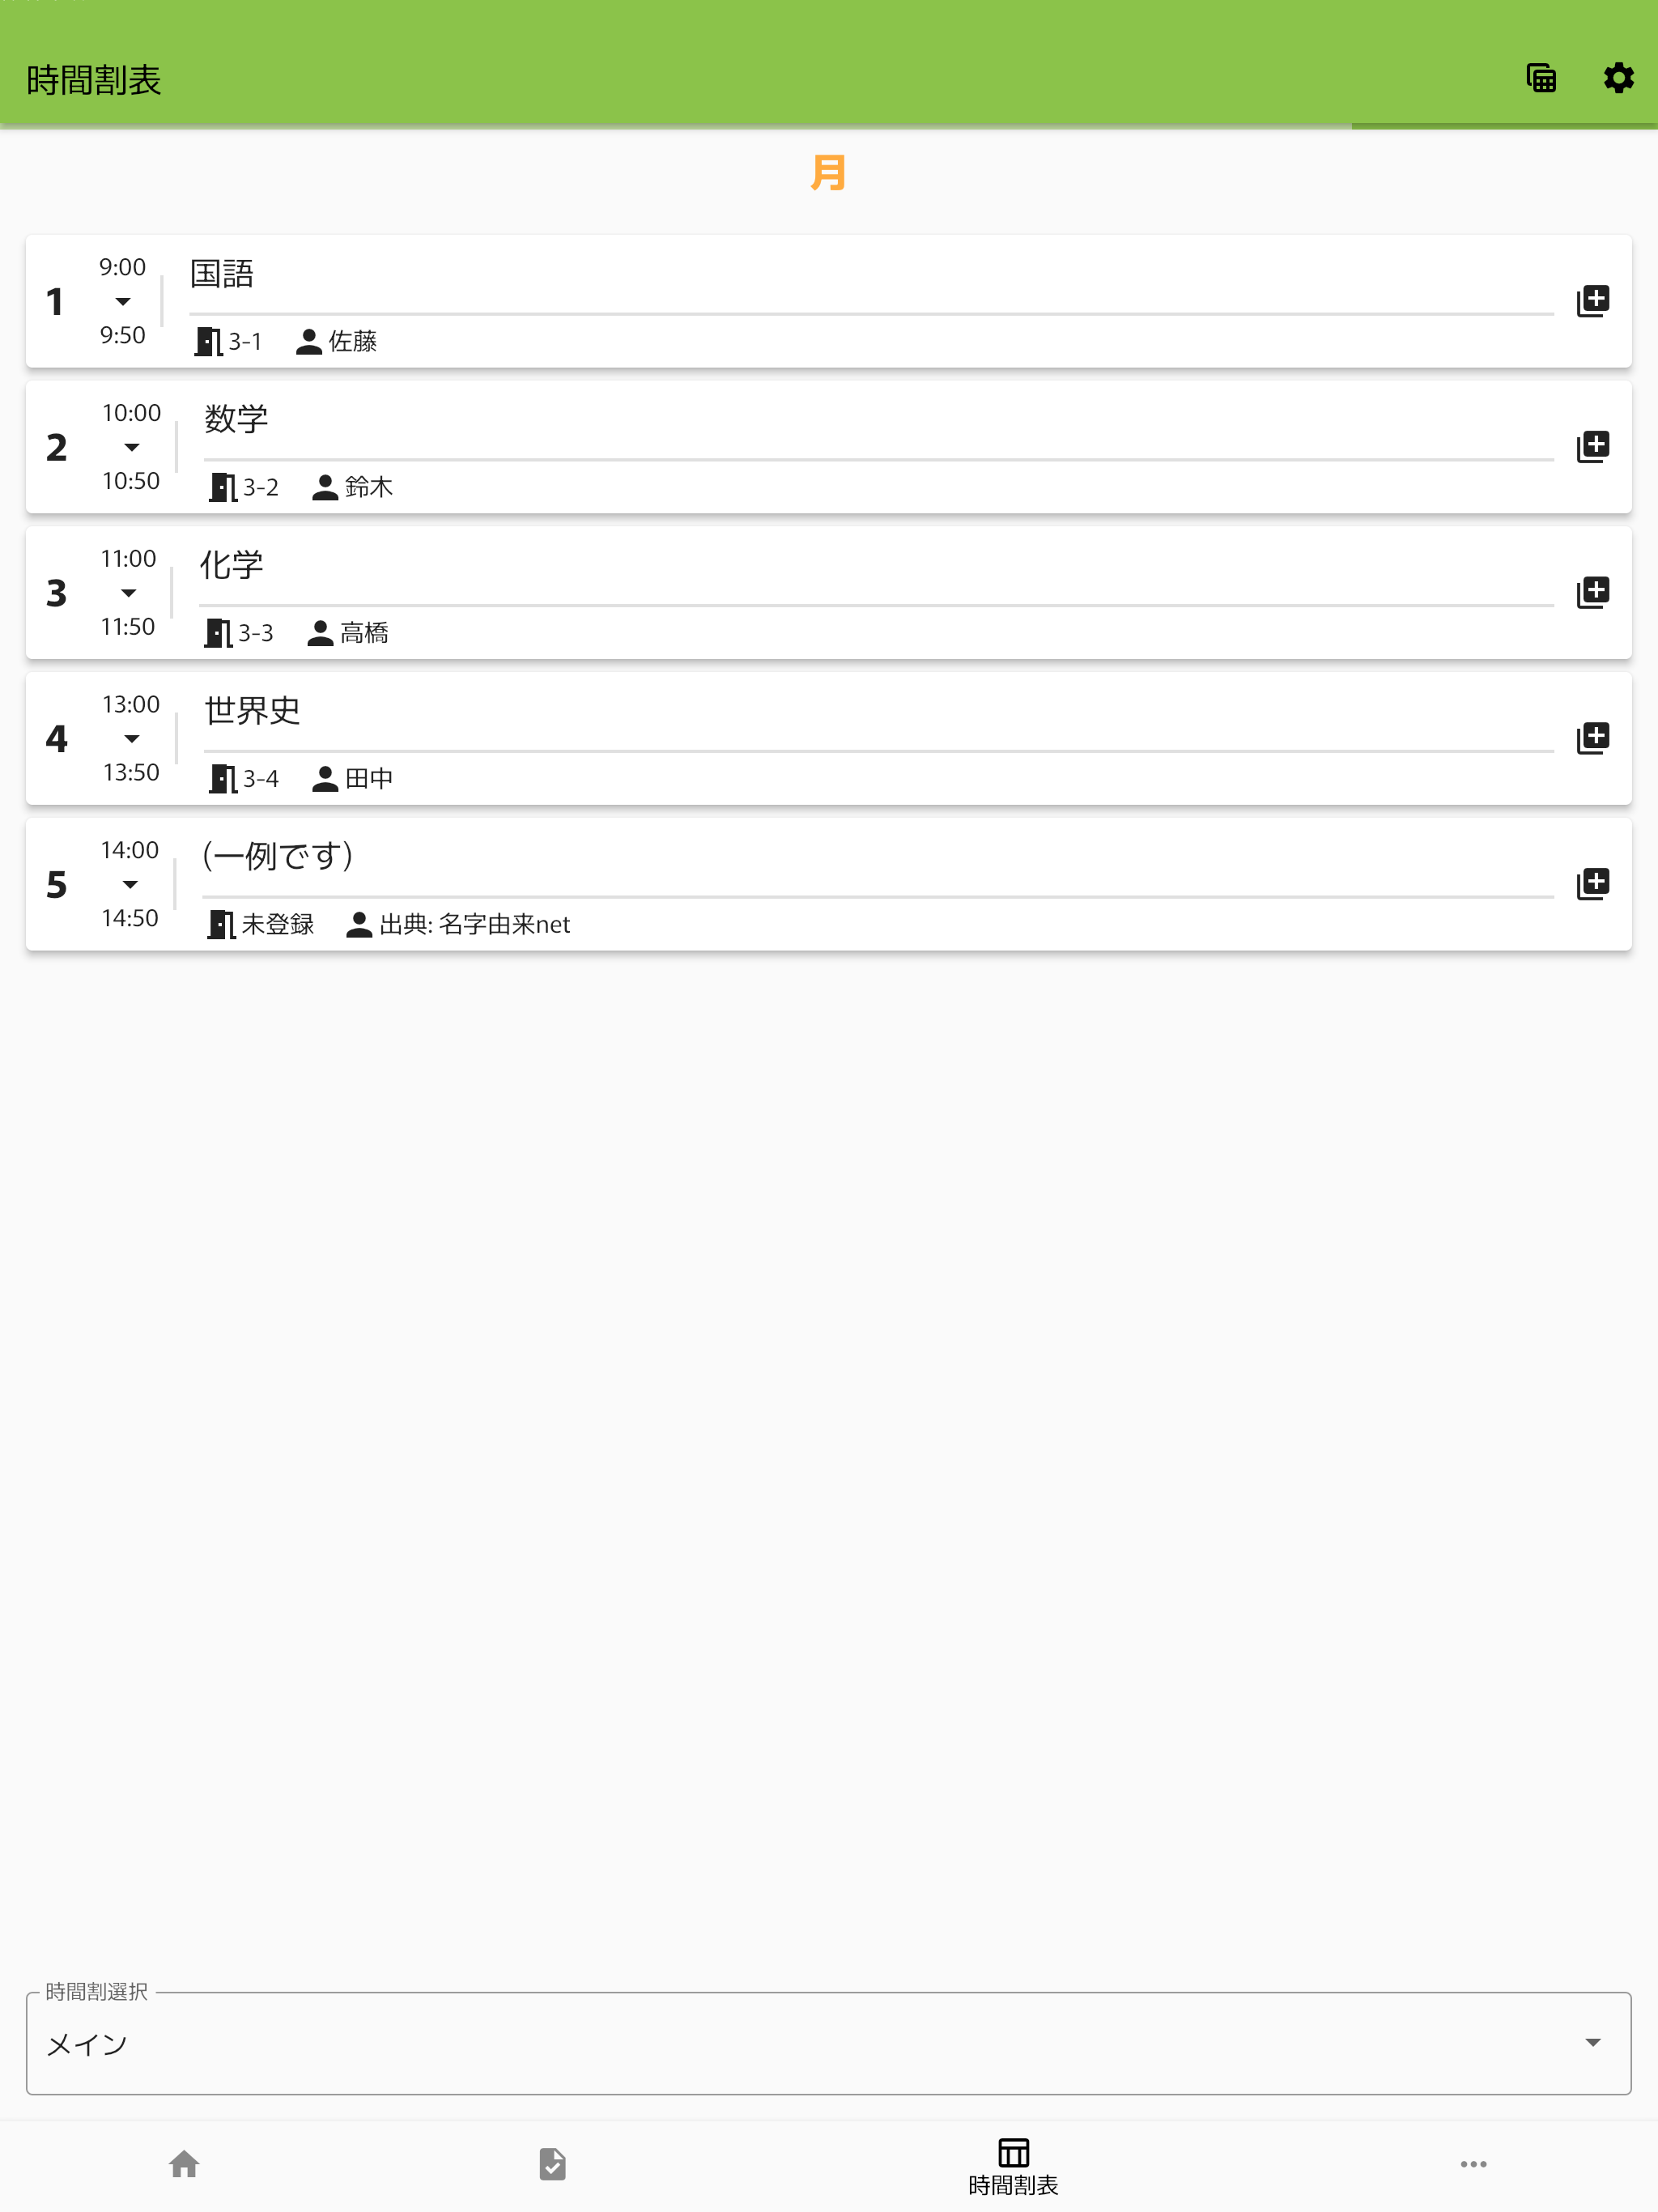 時間割表
月
1
9:00
9:50
国語
3-1 佐藤
2
10:00
10:50
数学
3-2 鈴木
3
11:00
11:50
化学
3-3 高橋
4
13:00
13:50
世界史
3-4 田中
5
14:00
14:50
(一例です)
未登録 出典: 名字由来net
時間割選択
メイン
時間割表